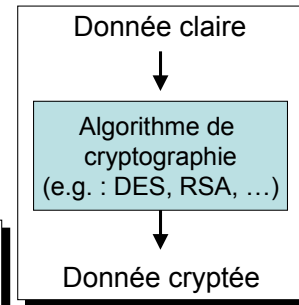 Donnée claire
Algorithme de
cryptographie
(e.g. : DES, RSA, …)
Donnée cryptée